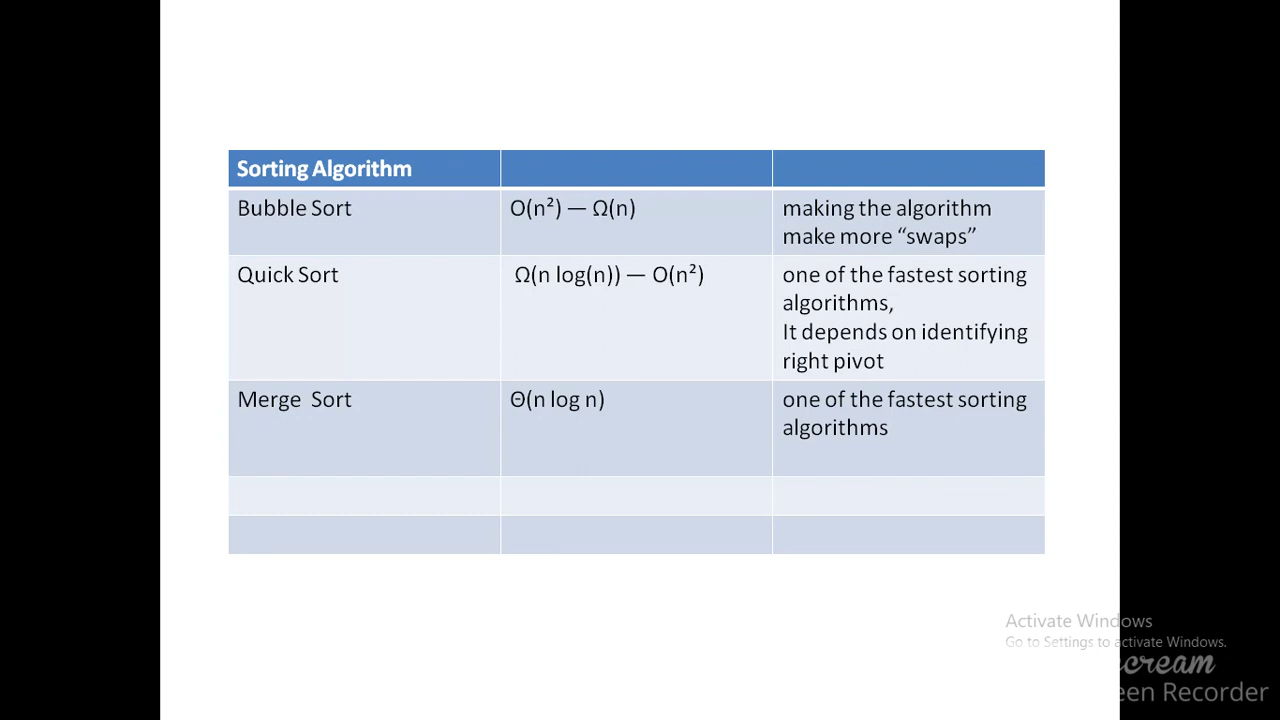 Sorting Algorithm
Bubble Sort
O(n²) — Ω(n)
making the algorithm
make more “swaps”
Quick Sort
Ω(n log(n)) — O(n²)
one of the fastest sorting
algorithms,
It depends on identifying
right pivot
Merge Sort
Θ(n log n)
one of the fastest sorting
algorithms
Activate Windows
Go to Settings to activate Windows.
Recorder